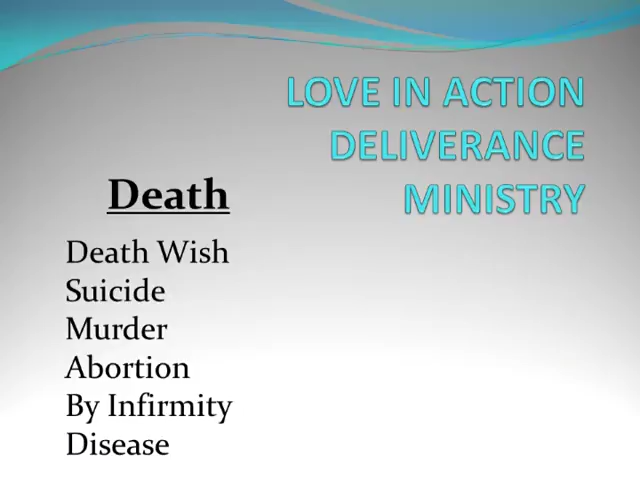 LOVE IN ACTION
DELIVERANCE
MINISTRY
Death
Death Wish
Suicide
Murder
Abortion
By Infirmity
Disease